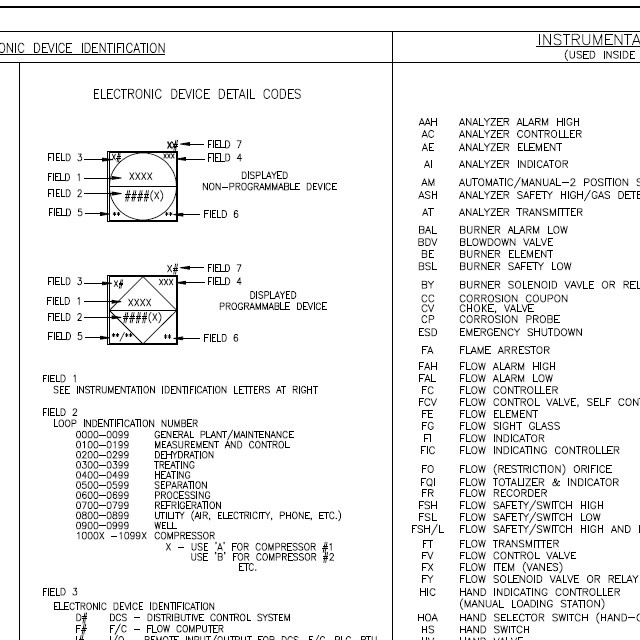 DEVICE IDENTIFICATION
ELECTRONIC DEVICE DETAIL CODES
X# FIELD 7
FIELD 3 X# XXX FIELD 4
FIELD 1 XXXX
FIELD 2 ####(X)
FIELD 5 ** ** FIELD 6
DISPLAYED
NON-PROGRAMMABLE DEVICE
X# FIELD 7
FIELD 3 X# XXX FIELD 4
FIELD 1 XXXX
FIELD 2 ####(X)
FIELD 5 **/** ** FIELD 6
DISPLAYED
PROGRAMMABLE DEVICE
FIELD 1
SEE INSTRUMENTATION IDENTIFICATION LETTERS AT RIGHT
FIELD 2
LOOP INDENTIFICATION NUMBER
0000-0099 GENERAL PLANT/MAINTENANCE
0100-0199 MEASUREMENT AND CONTROL
0200-0299 DEHYDRATION
0300-0399 TREATING
0400-0499 HEATING
0500-0599 SEPARATION
0600-0699 PROCESSING
0700-0799 REFRIGERATION
0800-0899 UTILITY (AIR, ELECTRICITY, PHONE, ETC.)
0900-0999 WELL
1000X -1099X COMPRESSOR
X - USE 'A' FOR COMPRESSOR #1
USE 'B' FOR COMPRESSOR #2
ETC.
FIELD 3
ELECTRONIC DEVICE IDENTIFICATION
D# DCS - DISTRIBUTIVE CONTROL SYSTEM
F# F/C - FLOW COMPUTER
I# I/O - REMOTE INPUT/OUTPUT FOR DCS, F/C, PLC, RTU
(USED INSIDE
AAH ANALYZER ALARM HIGH
AC ANALYZER CONTROLLER
AE ANALYZER ELEMENT
AI ANALYZER INDICATOR
AM AUTOMATIC/MANUAL-2 POSITION
ASH ANALYZER SAFETY HIGH/GAS
AT ANALYZER TRANSMITTER
BAL BURNER ALARM LOW
BDV BLOWDOWN VALVE
BE BURNER ELEMENT
BSL BURNER SAFETY LOW
BY BURNER SOLENOID VAVLE OR
CC CORROSION COUPON
CV CHOKE, VALVE
CP CORROSION PROBE
ESD EMERGENCY SHUTDOWN
FA FLAME ARRESTOR
FAH FLOW ALARM HIGH
FAL FLOW ALARM LOW
FC FLOW CONTROLLER
FCV FLOW CONTROL VALVE, SELF
FE FLOW ELEMENT
FG FLOW SIGHT GLASS
FI FLOW INDICATOR
FIC FLOW INDICATING CONTROLLER
FO FLOW (RESTRICTION) ORIFICE
FQI FLOW TOTALIZER & INDICATOR
FR FLOW RECORDER
FSH FLOW SAFETY/SWITCH HIGH
FSL FLOW SAFETY/SWITCH LOW
FSH/L FLOW SAFETY/SWITCH HIGH AND
FT FLOW TRANSMITTER
FV FLOW CONTROL VALVE
FX FLOW ITEM (VANES)
FY FLOW SOLENOID VALVE OR RELAY
HIC HAND INDICATING CONTROLLER
(MANUAL LOADING STATION)
HOA HAND SELECTOR SWITCH
HS HAND SWITCH
HV HAND VALVE